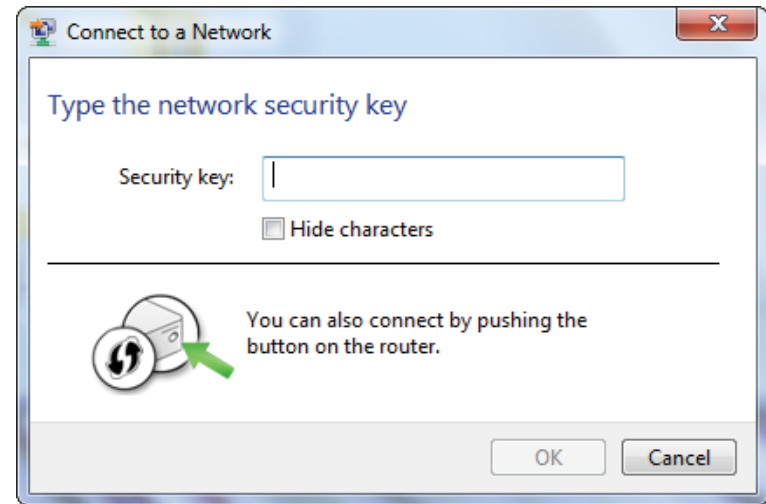 Connect to a Network
Type the network security key
Security key:
Hide characters
You can also connect by pushing the
button on the router.
OK
Cancel